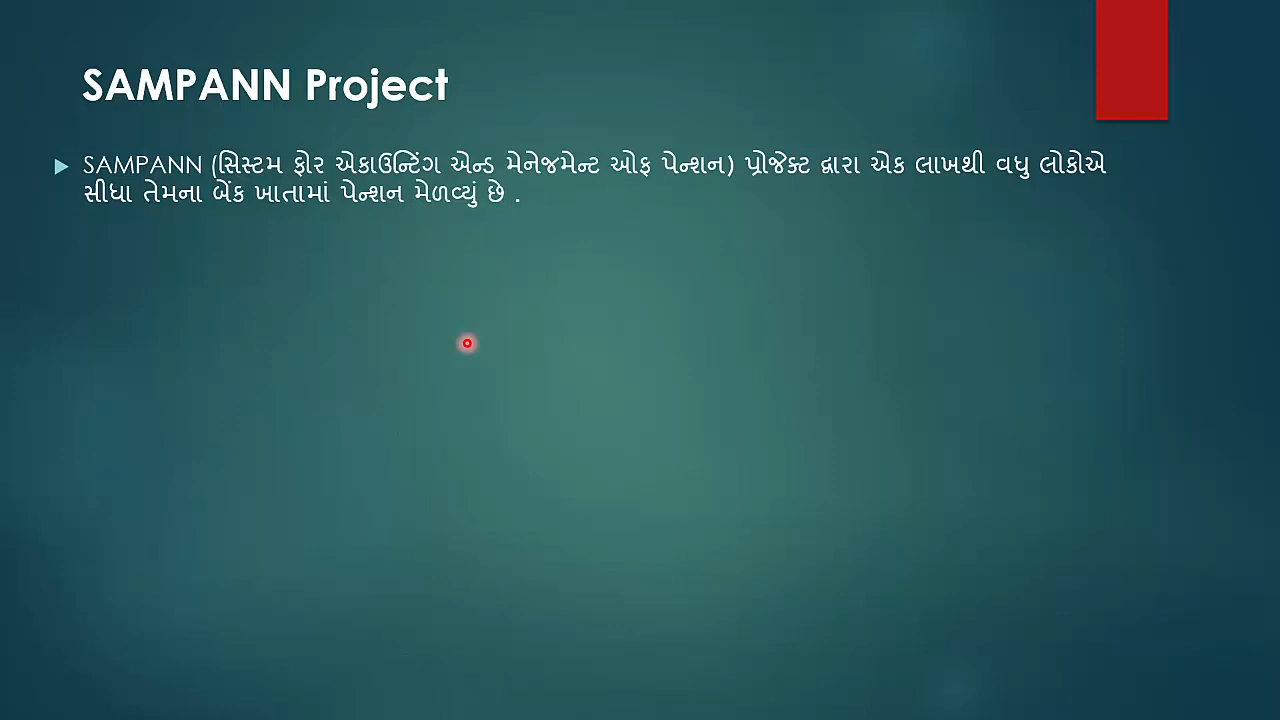 SAMPANN Project
SAMPANN (સિસ્ટમ ફોર એકાઉન્ટિંગ એન્ડ મેનેજમેન્ટ ઓફ પેન્શન) પ્રોજેક્ટ દ્વારા એક લાખથી વધુ લોકોએ
સીધા તેમના બેંક ખાતામાં પેન્શન મેળવ્યું છે .